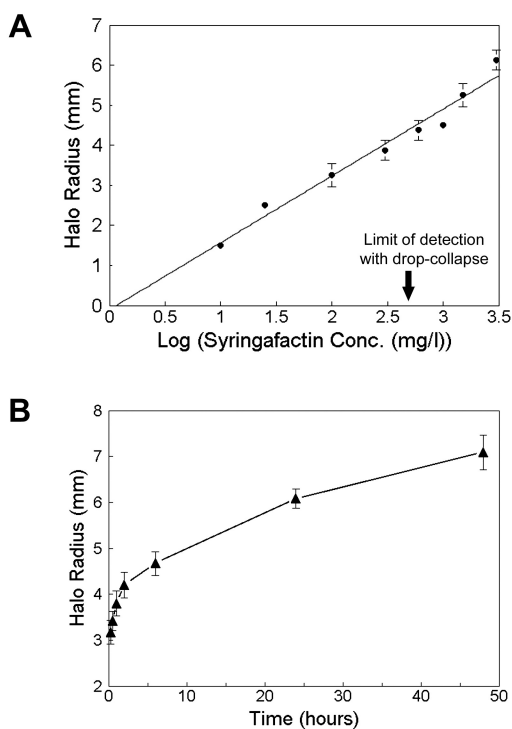 A
7
6
5
4
3
2
1
0
Halo Radius (mm)
Limit of detection
with drop-collapse
0 0.5 1 1.5 2 2.5 3 3.5
Log (Syringafactin Conc. (mg/l))
B
8
7
6
5
4
3
2
Halo Radius (mm)
0 10 20 30 40 50
Time (hours)